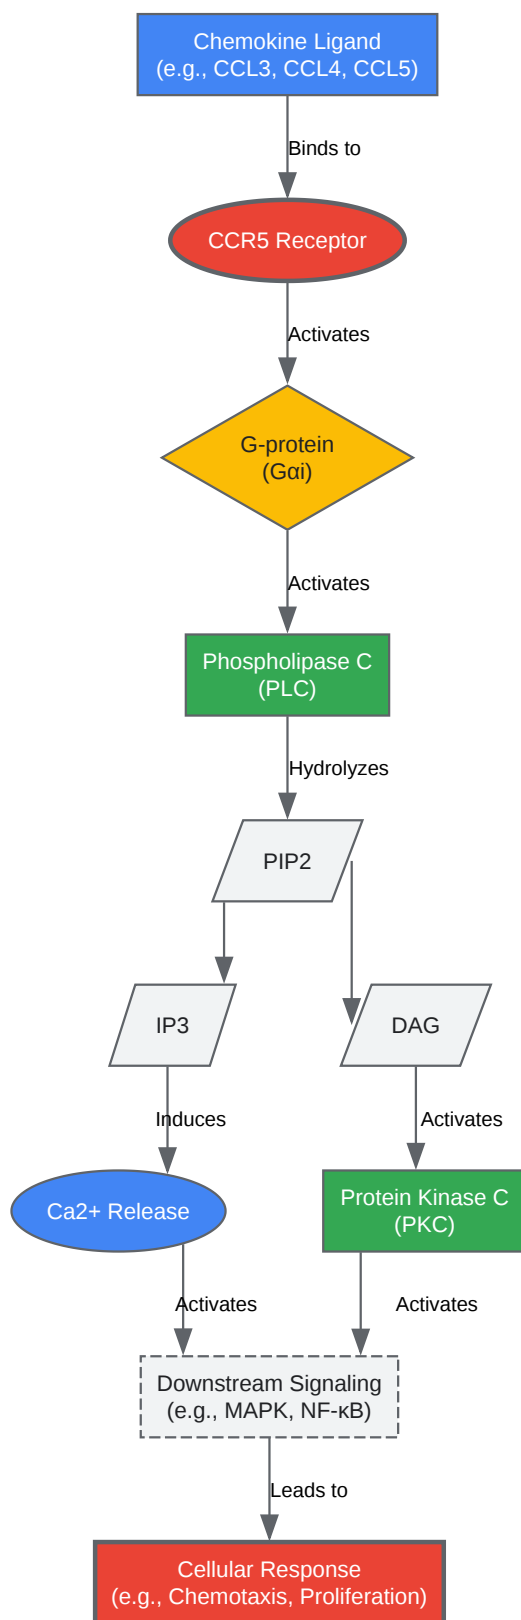 Chemokine Ligand
(e.g., CCL3, CCL4, CCL5)
Binds to
CCR5 Receptor
Activates
G-protein
(Gαi)
Activates
Phospholipase C
(PLC)
Hydrolyzes
PIP2
IP3
DAG
Induces
Activates
Ca2+ Release
Protein Kinase C
(PKC)
Activates
Activates
Downstream Signaling
(e.g., MAPK, NF-κB)
Leads to
Cellular Response
(e.g., Chemotaxis, Proliferation)